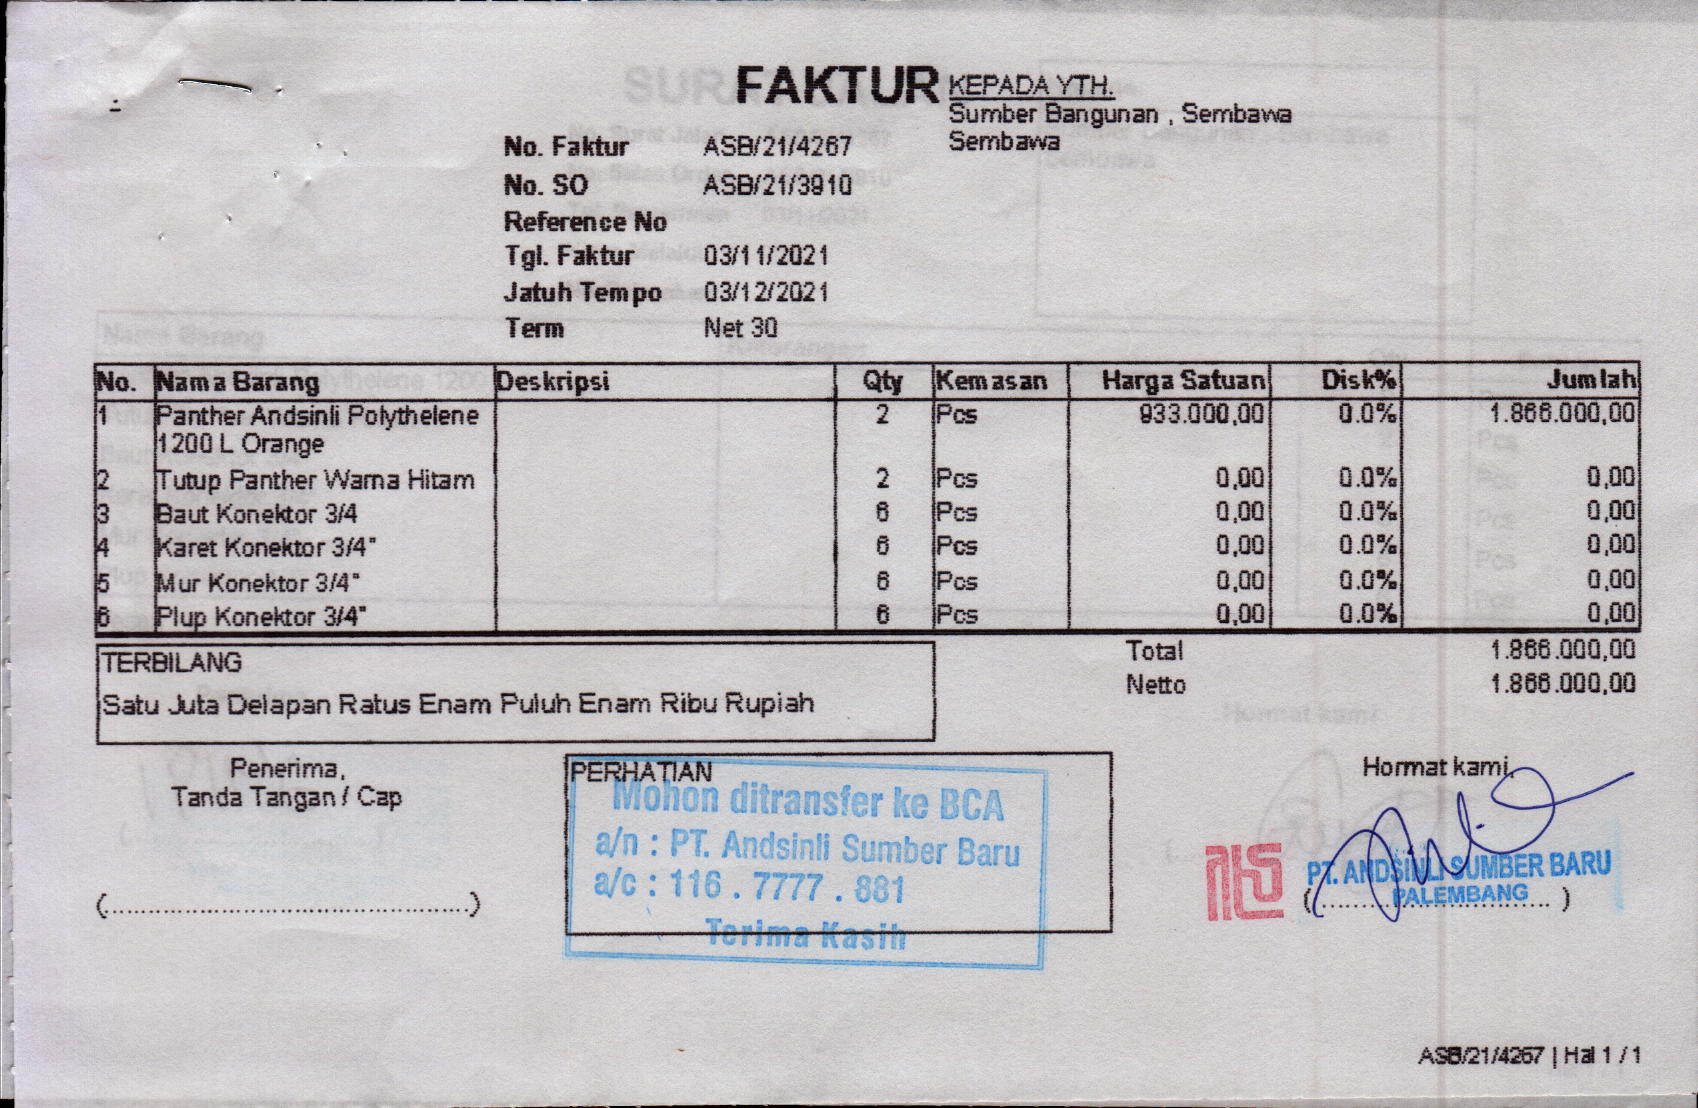 FAKTUR
KEPADA YTH.
Sumber Bangunan , Sembawa
Sembawa
No. Faktur ASB/21/4267
No. SO ASB/21/3910
Reference No
Tgl. Faktur 03/11/2021
Jatuh Tempo 03/12/2021
Term Net 30
No. Nama Barang Deskripsi Qty Kemasan Harga Satuan Disk% Jumlah
1 Panther Andsinli Polythelene 2 Pcs 933.000,00 0.0% 1.866.000,00
1200 L Orange
2 Tutup Panther Warna Hitam 2 Pcs 0,00 0.0% 0,00
3 Baut Konektor 3/4 6 Pcs 0,00 0.0% 0,00
4 Karet Konektor 3/4" 6 Pcs 0,00 0.0% 0,00
5 Mur Konektor 3/4" 6 Pcs 0,00 0.0% 0,00
6 Plup Konektor 3/4" 6 Pcs 0,00 0.0% 0,00
Total 1.866.000,00
Netto 1.866.000,00
TERBILANG
Satu Juta Delapan Ratus Enam Puluh Enam Ribu Rupiah
Penerima,
Tanda Tangan / Cap
(..............................................)
PERHATIAN
Mohon ditransfer ke BCA
a/n : PT. Andsinli Sumber Baru
a/c : 116 . 7777 . 881
Terima Kasih
Hormat kami,
PT. ANDSINLI SUMBER BARU
PALEMBANG
ASB/21/4267 | Hal 1 / 1